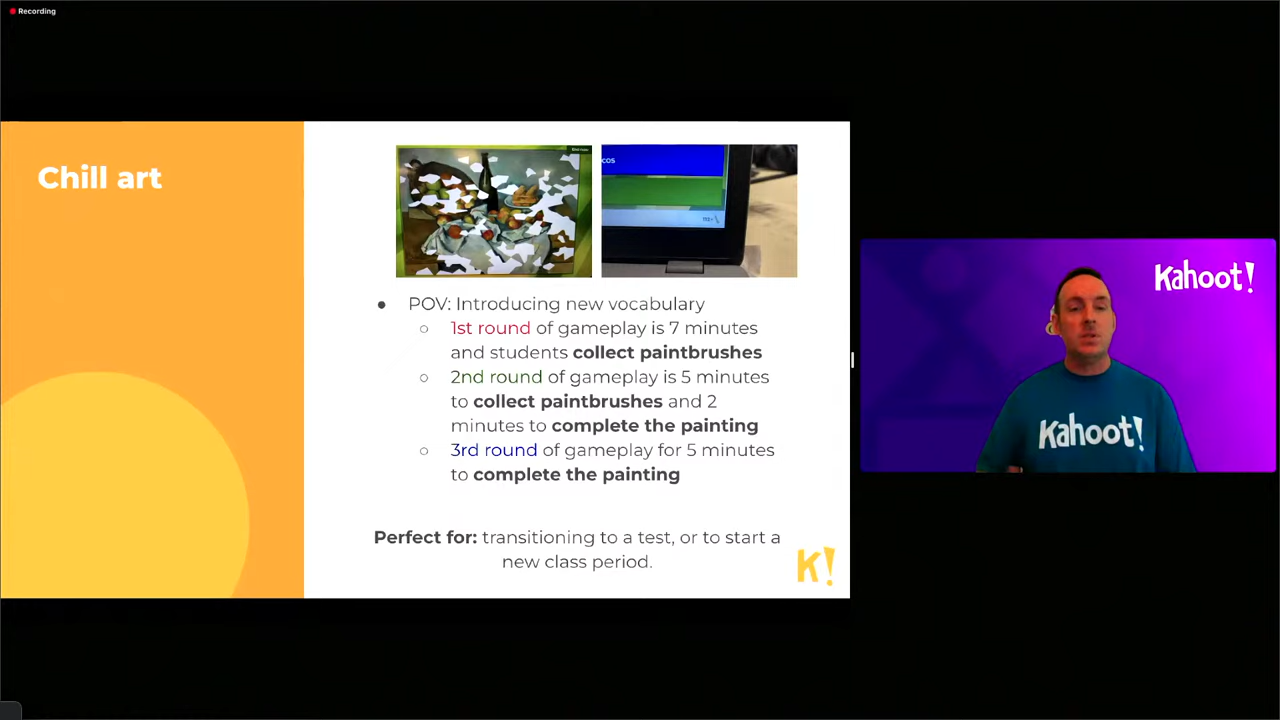 Recording
Chill art
cos
POV: Introducing new vocabulary
1st round of gameplay is 7 minutes
and students collect paintbrushes
2nd round of gameplay is 5 minutes
to collect paintbrushes and 2
minutes to complete the painting
3rd round of gameplay for 5 minutes
to complete the painting
Perfect for: transitioning to a test, or to start a
new class period.
K!
Kahoot!
Kahoot!